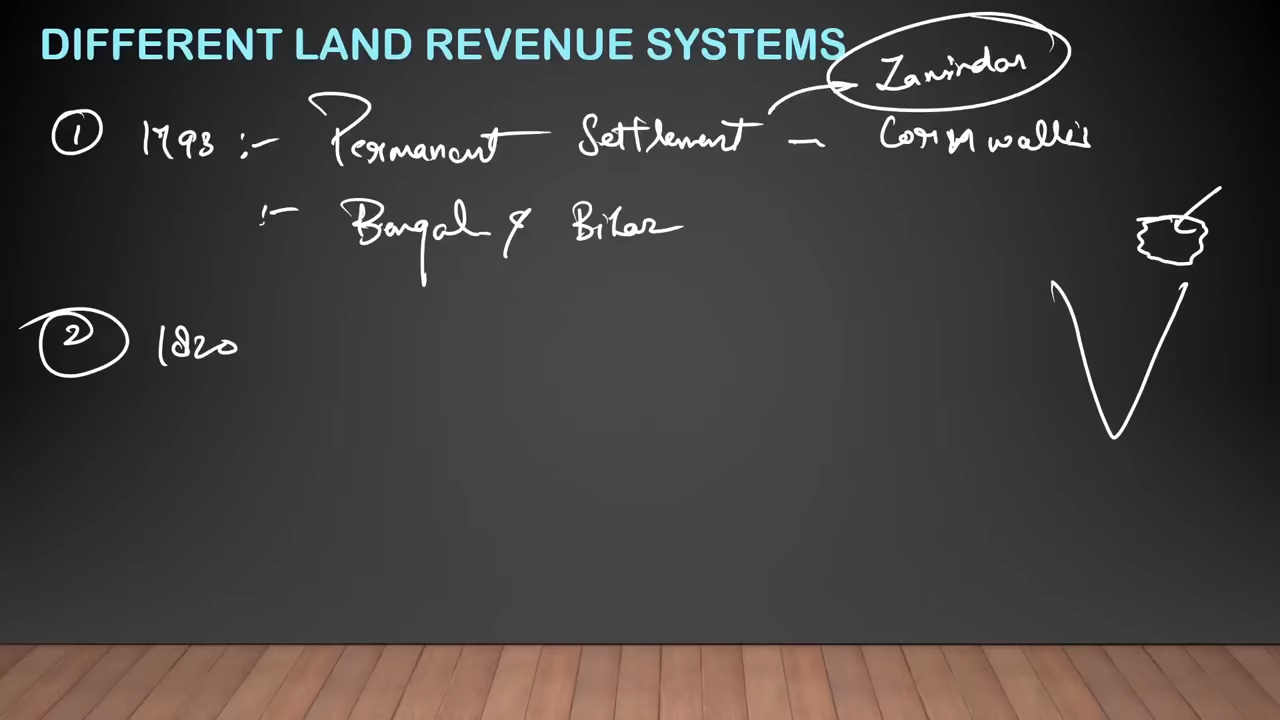 DIFFERENT LAND REVENUE SYSTEMS
Zamindar
① 1793 :- Permanent Settlement - Cornwallis
:- Bengal & Bihar
② 1820